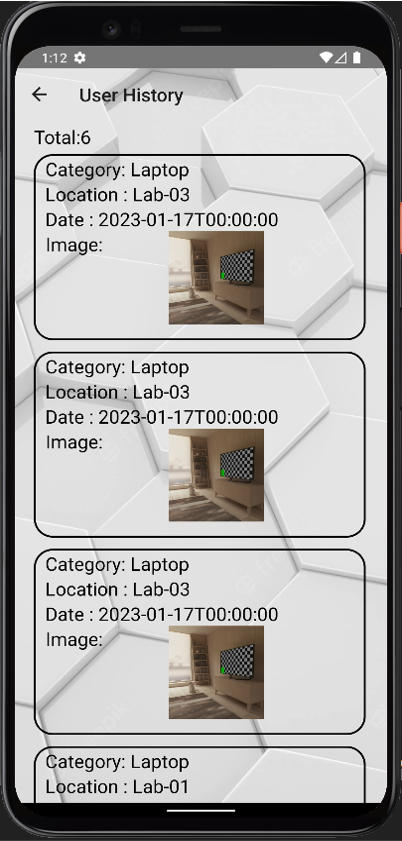 1:12
User History
Total:6
Category: Laptop
Location : Lab-03
Date : 2023-01-17T00:00:00
Image:
Category: Laptop
Location : Lab-03
Date : 2023-01-17T00:00:00
Image:
Category: Laptop
Location : Lab-03
Date : 2023-01-17T00:00:00
Image:
Category: Laptop
Location : Lab-01